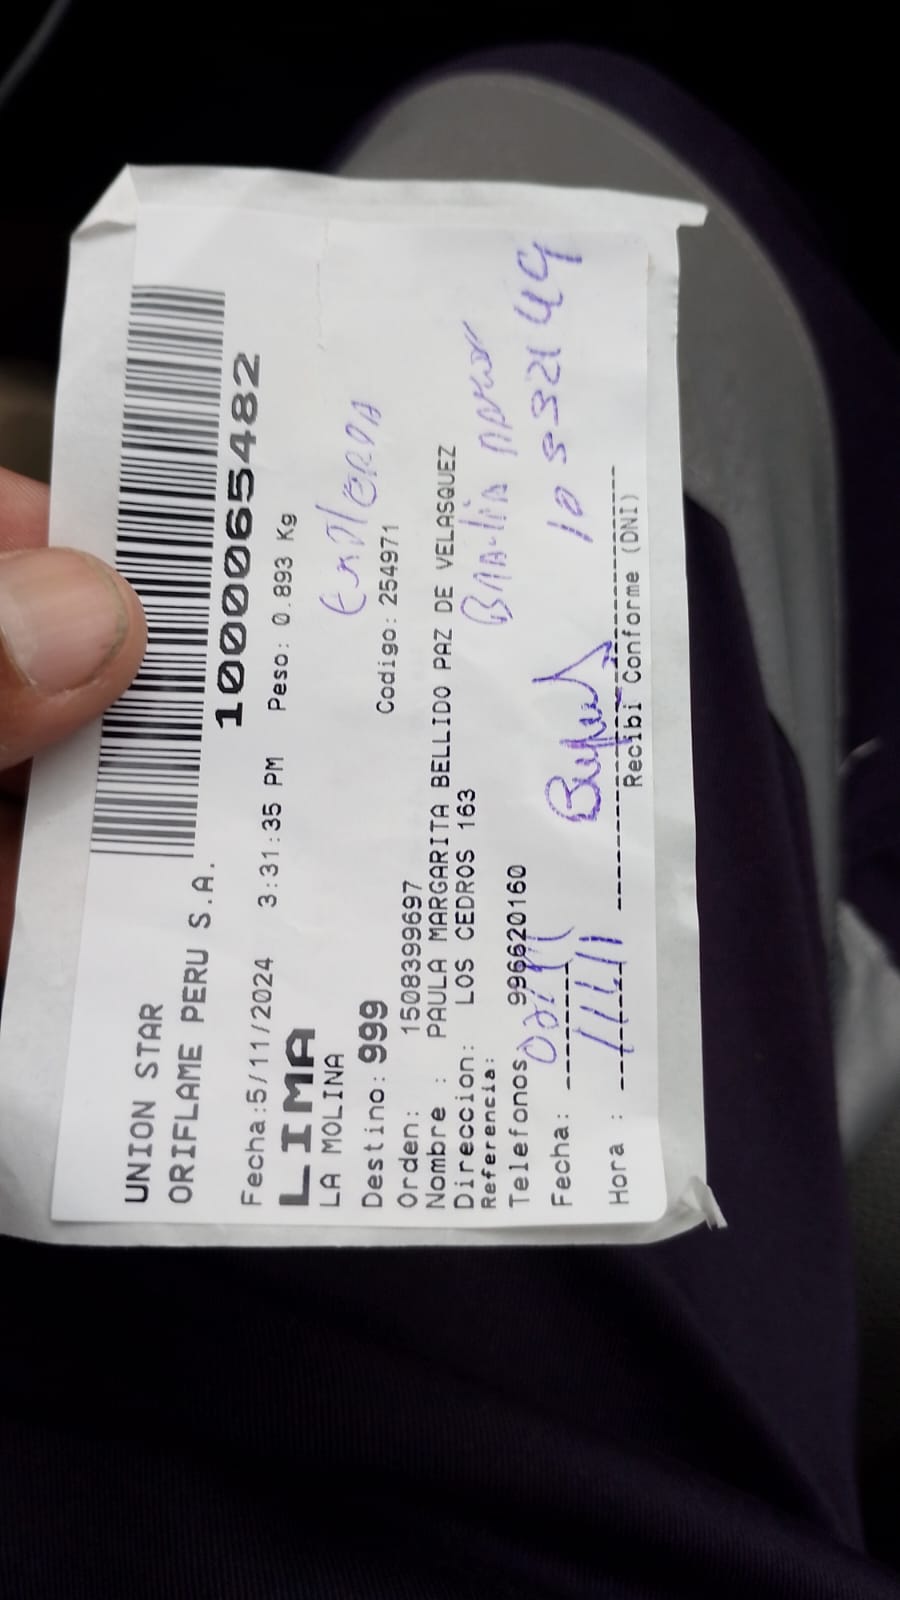 UNION STAR
ORIFLAME PERU S.A.
1000065482
Fecha:5/11/2024 3:31:35 PM Peso: 0.893 Kg
LIMA
LA MOLINA
Destino: 999
Codigo: 254971
Orden: 1508399697
Nombre : PAULA MARGARITA BELLIDO PAZ DE VELASQUEZ
Direccion: LOS CEDROS 163
Referencia:
Telefonos 996620160
Fecha:
Hora :
Recibi Conforme (DNI)